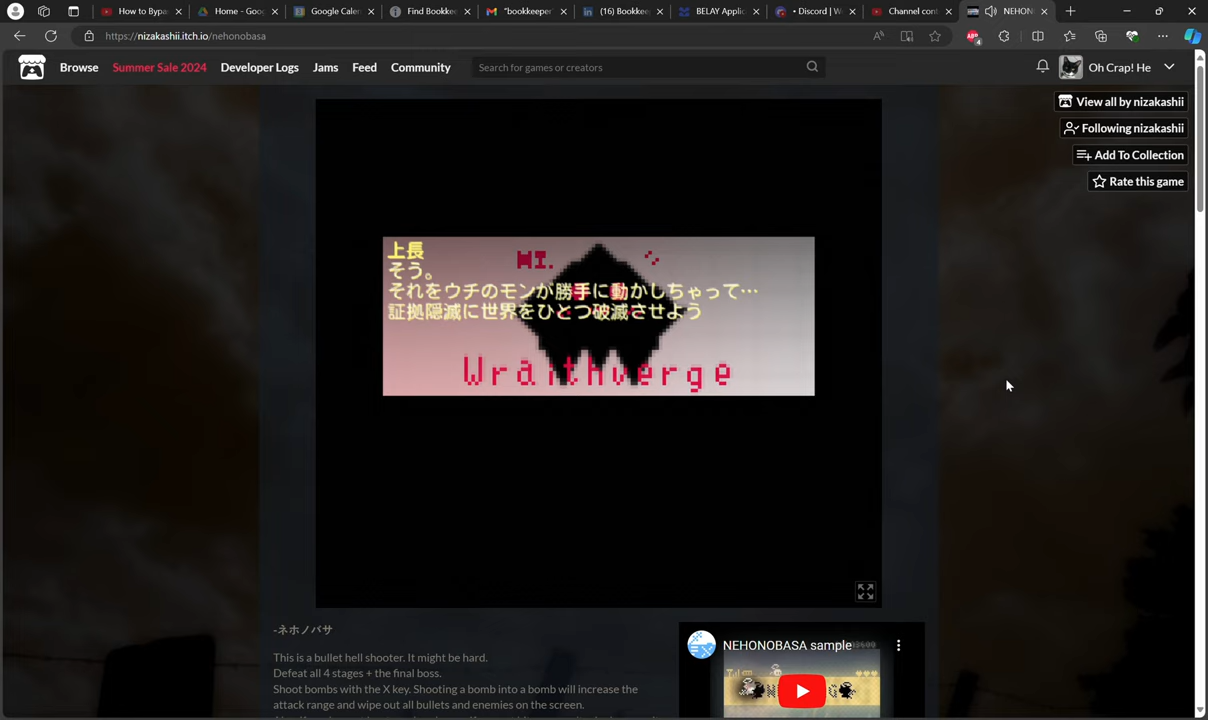 How to Bypa
Home - Goo
Google Calen
Find Bookkee
"bookkeeper"
(16) Bookkee
BELAY Applic
• Discord | W
Channel cont
NEHON
https://nizakashii.itch.io/nehonobasa
Browse
Summer Sale 2024
Developer Logs
Jams
Feed
Community
Search for games or creators
Oh Crap! He
View all by nizakashii
Following nizakashii
Add To Collection
Rate this game
上長
そう。
それをウチのモンが勝手に動かしちゃって…
証拠隠滅に世界をひとつ破滅させよう
Wraithverge
-ネホノバサ
This is a bullet hell shooter. It might be hard.
Defeat all 4 stages + the final boss.
Shoot bombs with the X key. Shooting a bomb into a bomb will increase the
attack range and wipe out all bullets and enemies on the screen.
NEHONOBASA sample